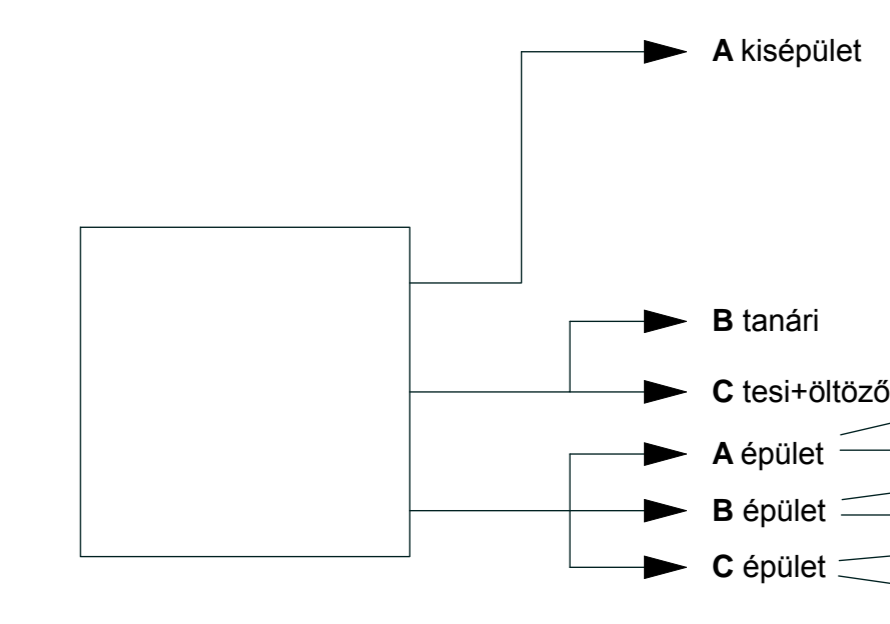 A kisépület
B tanári
C tesi+öltöző
A épület
B épület
C épület